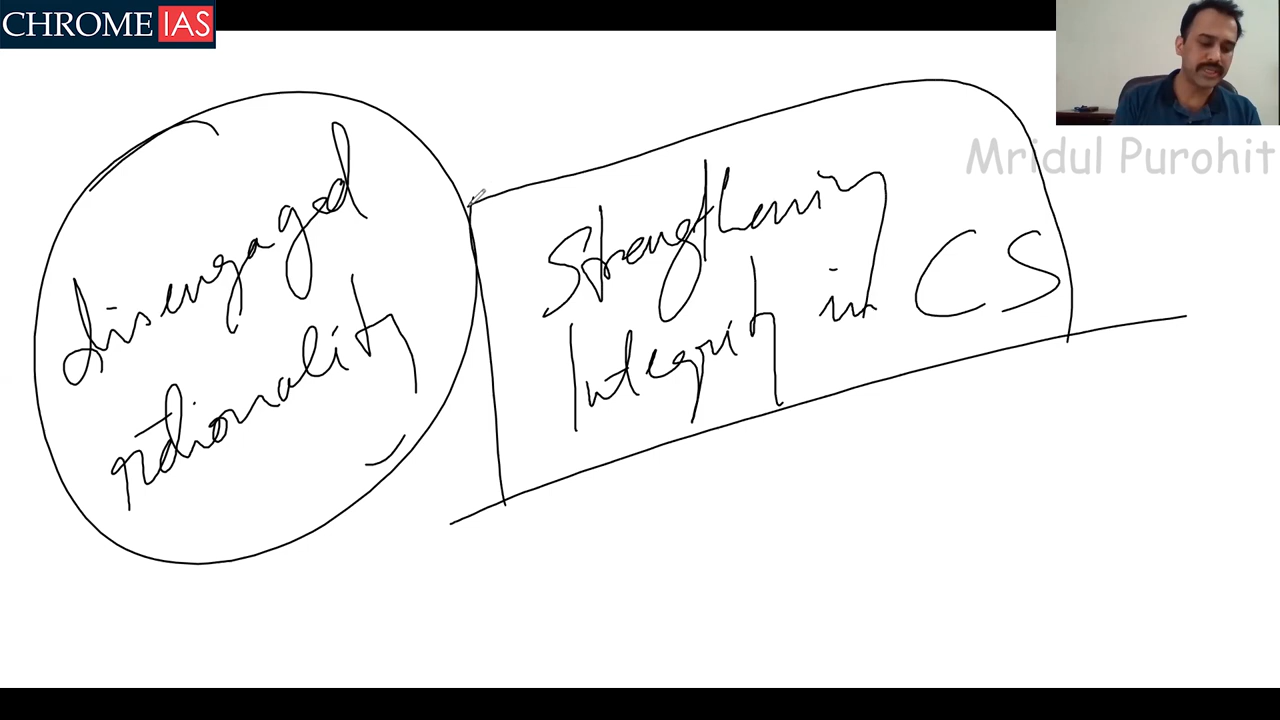 CHROME IAS
Mridul Purohit
disengaged
rationality
Strengthening
Integrity in CS